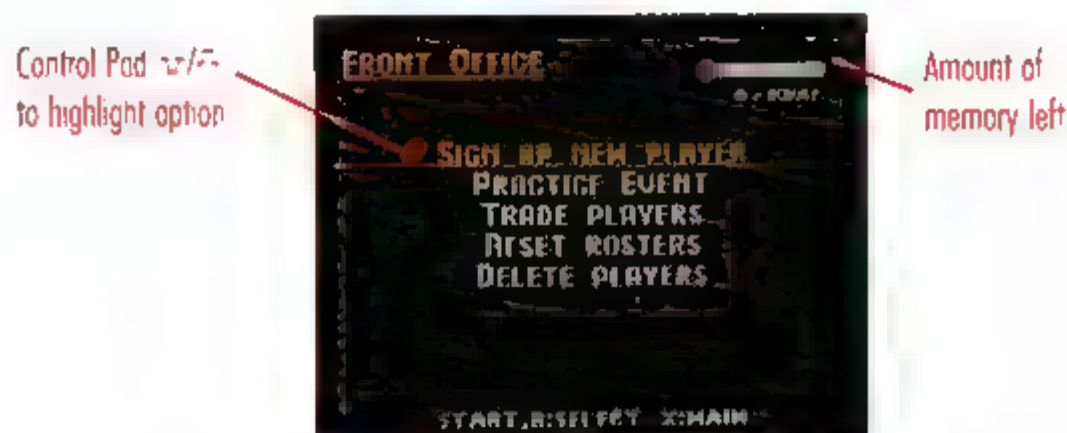 Control Pad
to highlight option
FRONT OFFICE
SIGN UP NEW PLAYER
PRACTICE EVENT
TRADE PLAYERS
RESET ROSTERS
DELETE PLAYERS
START,B:SELECT X:MAIN
Amount of
memory left